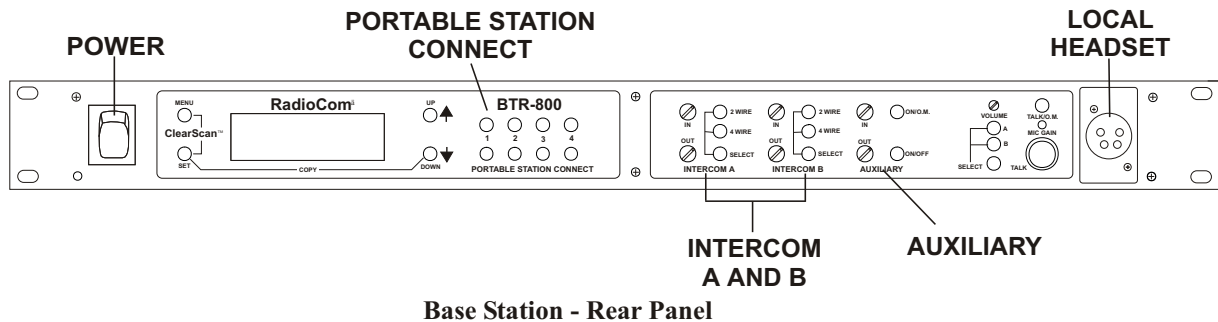 POWER
PORTABLE STATION
CONNECT
LOCAL
HEADSET
MENU
ClearScan™
SET
RadioCom
COPY
UP
DOWN
BTR-800
1 2 3 4
PORTABLE STATION CONNECT
IN
OUT
2 WIRE
4 WIRE
SELECT
INTERCOM A
IN
OUT
2 WIRE
4 WIRE
SELECT
INTERCOM B
IN
OUT
ON/O.M.
ON/OFF
AUXILIARY
VOLUME
A
B
SELECT
TALK/O.M.
MIC GAIN
TALK
INTERCOM
A AND B
AUXILIARY
Base Station - Rear Panel